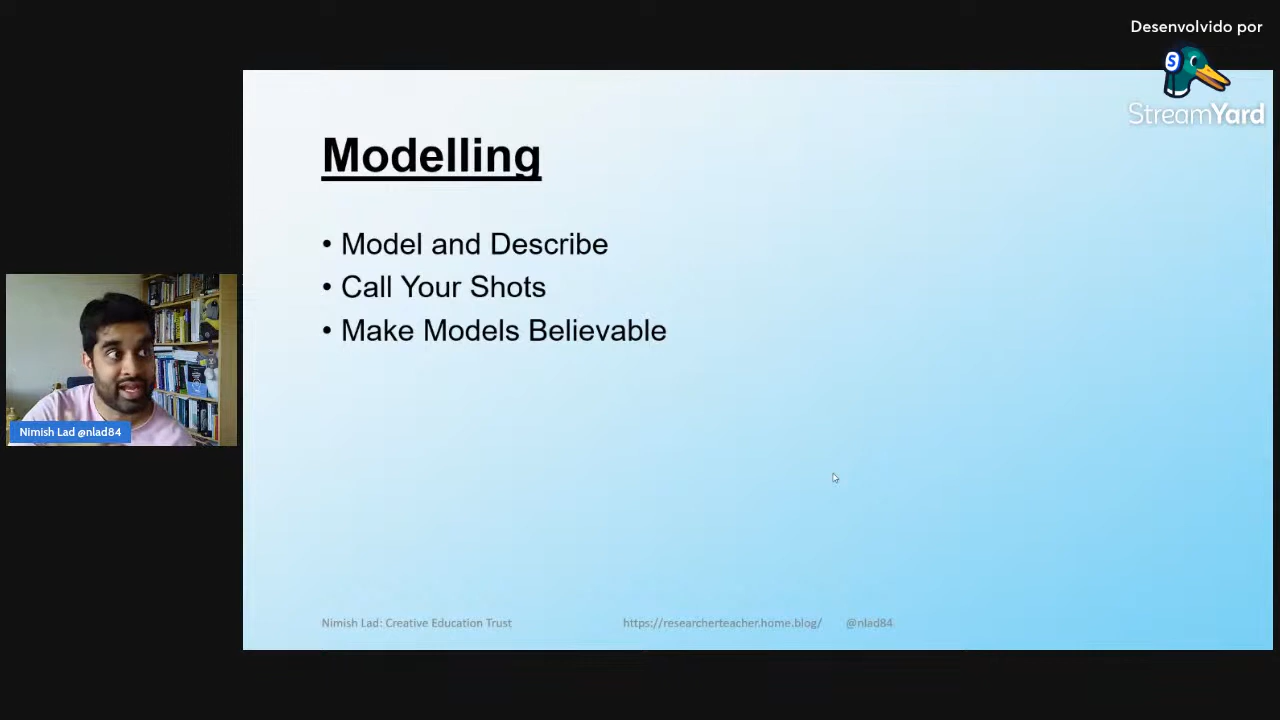 Desenvolvido por
S
StreamYard
Modelling
• Model and Describe
• Call Your Shots
• Make Models Believable
Nimish Lad @nlad84
Nimish Lad: Creative Education Trust https://researcherteacher.home.blog/ @nlad84